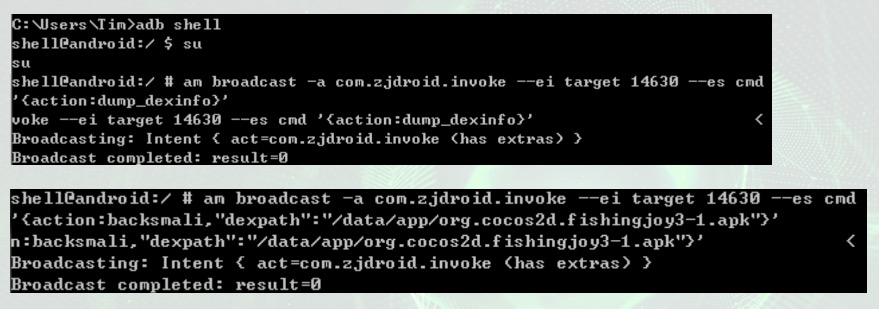 C:\Users\Tim>adb shell
shell@android:/ $ su
su
shell@android:/ # am broadcast -a com.zjdroid.invoke --ei target 14630 --es cmd
'{action:dump_dexinfo}'
voke --ei target 14630 --es cmd '{action:dump_dexinfo}' <
Broadcasting: Intent { act=com.zjdroid.invoke (has extras) }
Broadcast completed: result=0
shell@android:/ # am broadcast -a com.zjdroid.invoke --ei target 14630 --es cmd
'{action:backsmali,"dexpath":"/data/app/org.cocos2d.fishingjoy3-1.apk"}'
n:backsmali,"dexpath":"/data/app/org.cocos2d.fishingjoy3-1.apk"}' <
Broadcasting: Intent { act=com.zjdroid.invoke (has extras) }
Broadcast completed: result=0